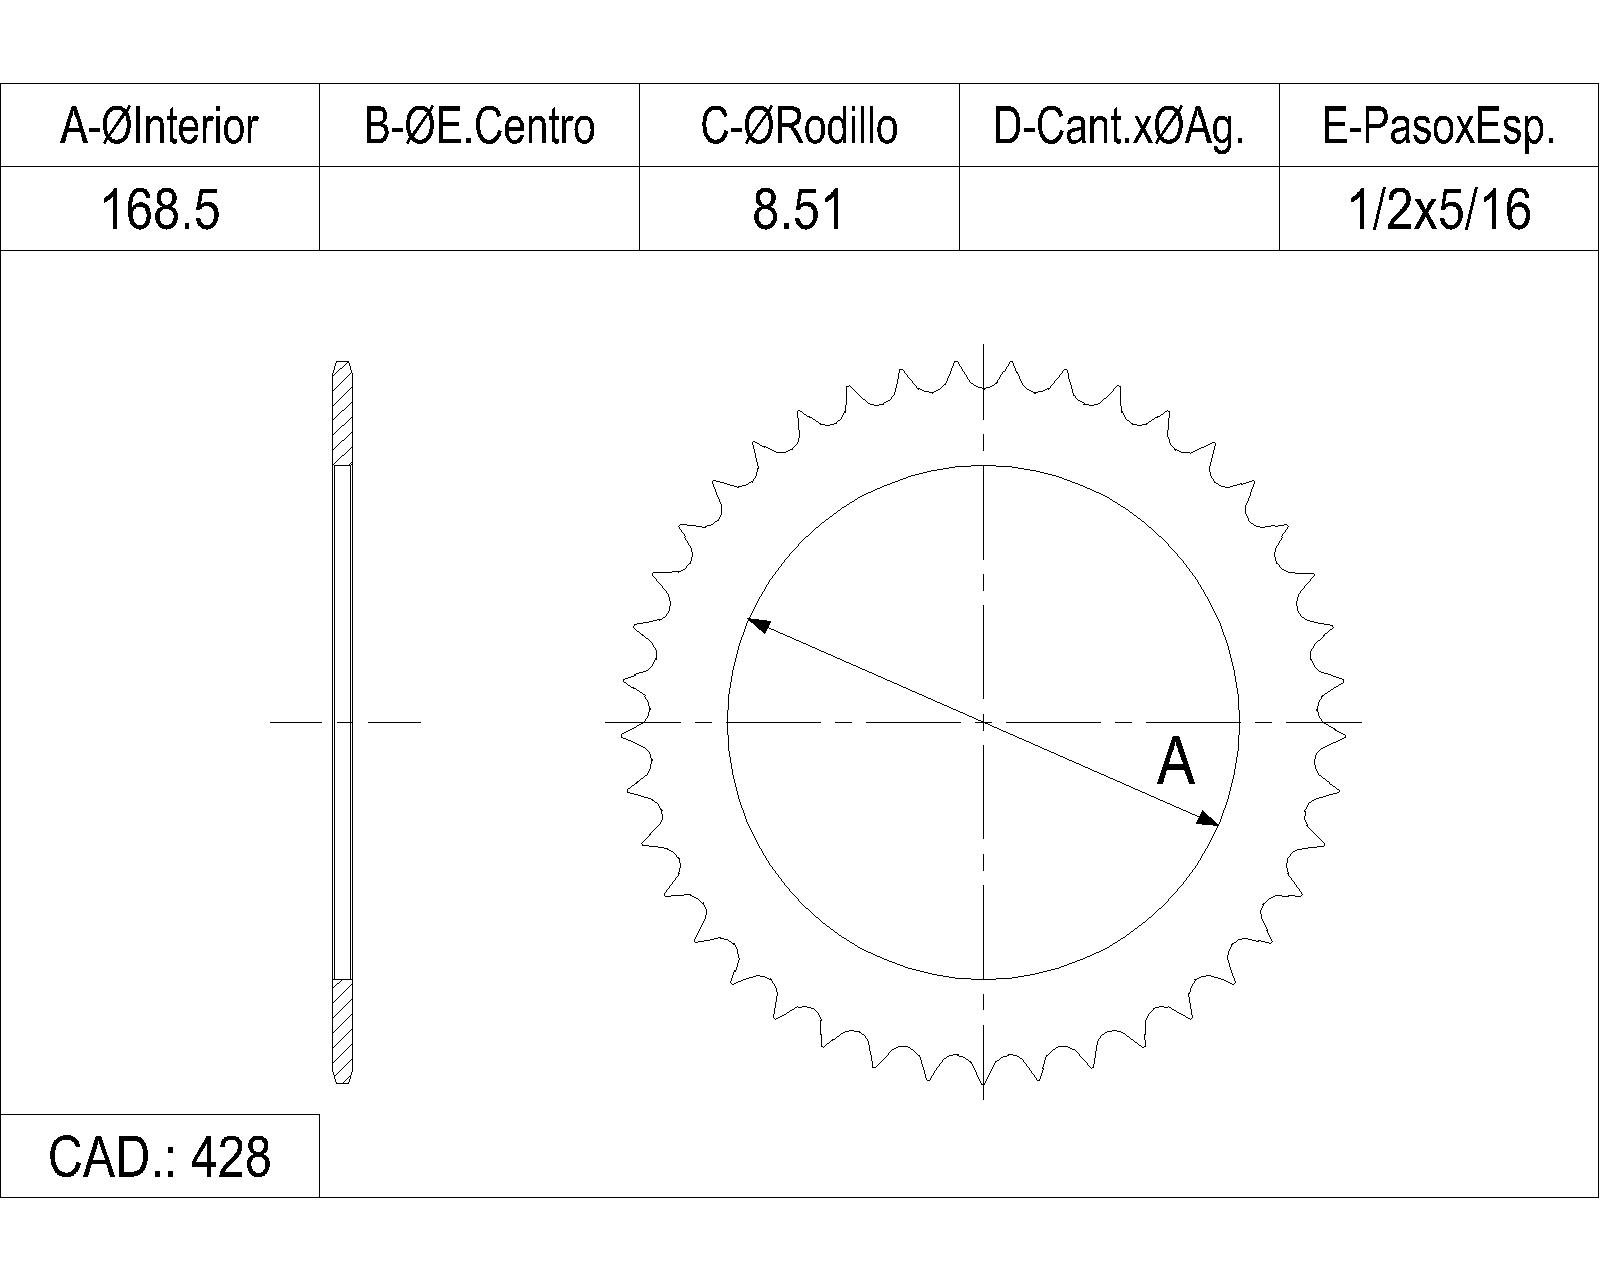 A-ØInterior B-ØE.Centro C-ØRodillo D-Cant.xØAg. E-PasoxEsp.
168.5 8.51 1/2x5/16
A
CAD.: 428